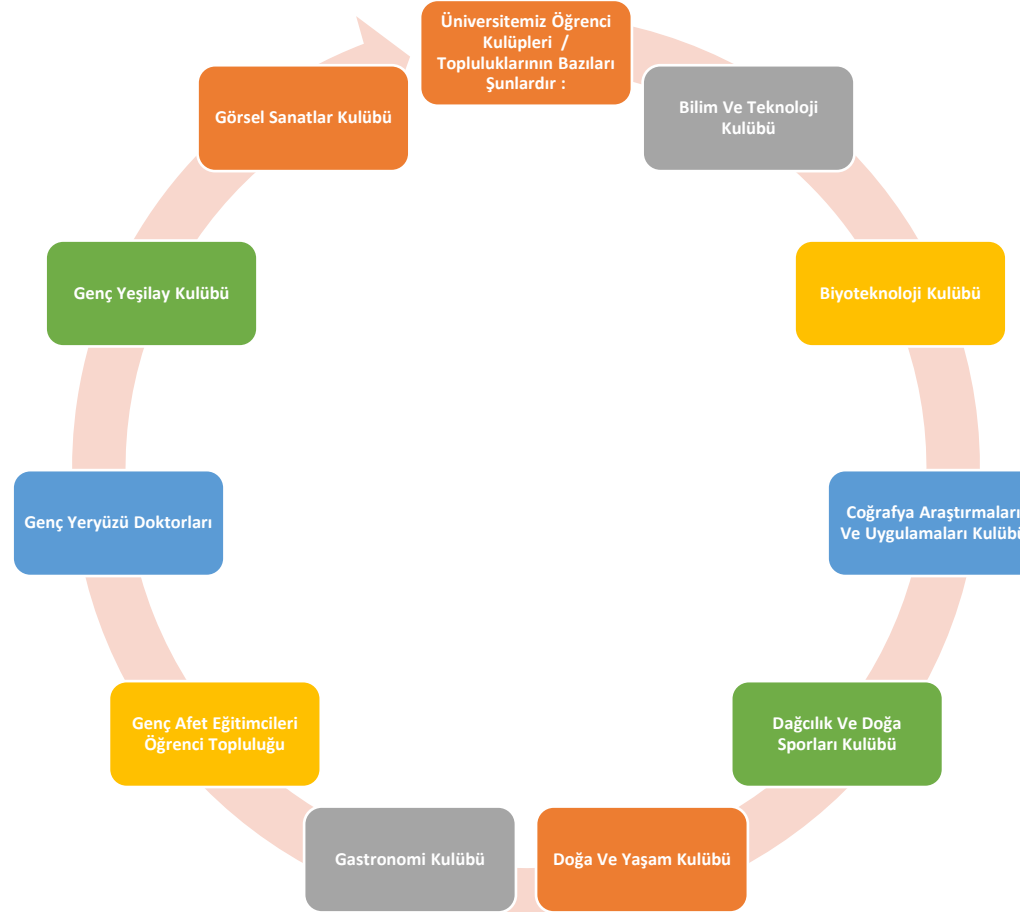 Üniversitemiz Öğrenci
Kulüpleri /
Topluluklarının Bazıları
Şunlardır :
Bilim Ve Teknoloji
Kulübü
Biyoteknoloji Kulübü
Coğrafya Araştırmaları
Ve Uygulamaları Kulübü
Dağcılık Ve Doğa
Sporları Kulübü
Doğa Ve Yaşam Kulübü
Gastronomi Kulübü
Genç Afet Eğitimcileri
Öğrenci Topluluğu
Genç Yeryüzü Doktorları
Genç Yeşilay Kulübü
Görsel Sanatlar Kulübü